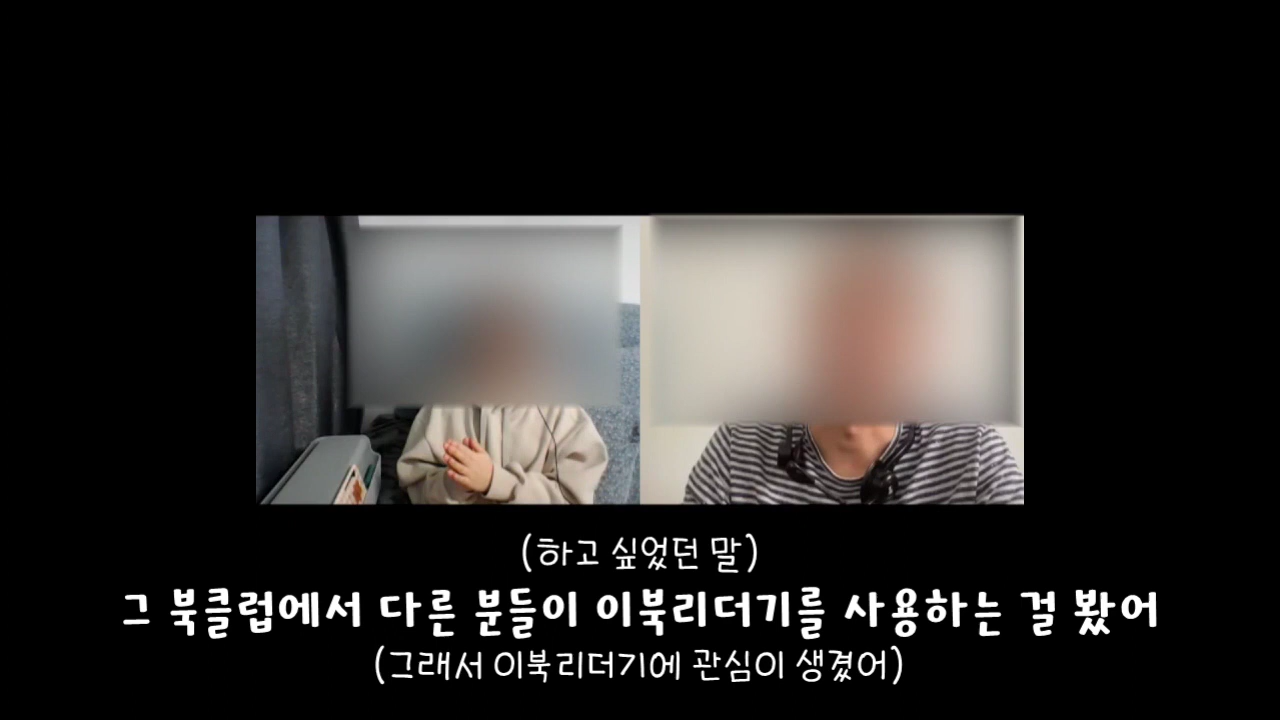 (하고 싶었던 말)
그 북클럽에서 다른 분들이 이북리더기를 사용하는 걸 봤어
(그래서 이북리더기에 관심이 생겼어)